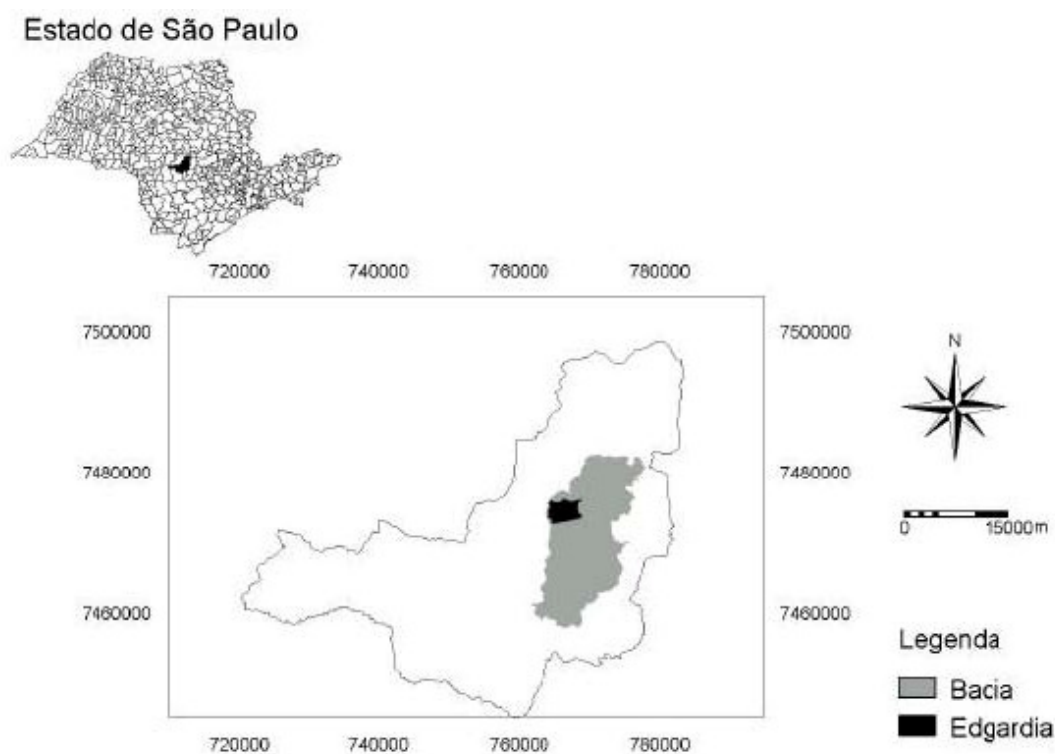 Estado de São Paulo
720000 740000 760000 780000
7500000 7500000
N
7480000 7480000
0 15000m
7460000 7460000
Legenda
Bacia
Edgardia
720000 740000 760000 780000